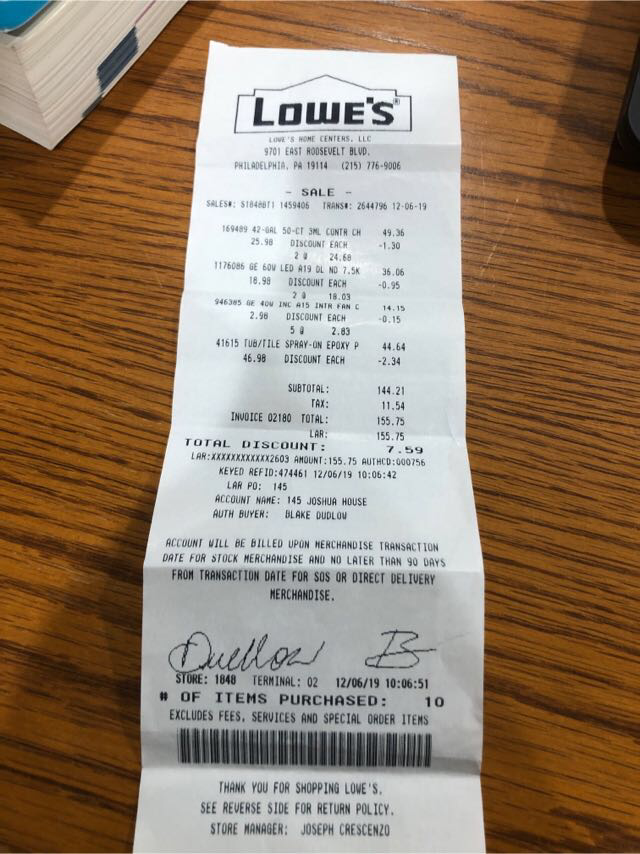 LOWE'S®
LOWE'S HOME CENTERS, LLC
9701 EAST ROOSEVELT BLVD.
PHILADELPHIA, PA 19114 (215) 776-9006
- SALE -
SALES#: S1848BT1 1459406 TRANS#: 2644796 12-06-19
169489 42-GAL 50-CT 3ML CONTR CH 49.36
25.98 DISCOUNT EACH -1.30
2 @ 24.68
1176086 GE 60W LED A19 DL ND 7.5K 36.06
18.98 DISCOUNT EACH -0.95
2 @ 18.03
946385 GE 40W INC A15 INTR FAN C 14.15
2.98 DISCOUNT EACH -0.15
5 @ 2.83
41615 TUB/TILE SPRAY-ON EPOXY P 44.64
46.98 DISCOUNT EACH -2.34
SUBTOTAL: 144.21
TAX: 11.54
INVOICE 02180 TOTAL: 155.75
LAR: 155.75
TOTAL DISCOUNT: 7.59
LAR:XXXXXXXXXXXX2603 AMOUNT:155.75 AUTHCD:000756
KEYED REFID:474461 12/06/19 10:06:42
LAR PO: 145
ACCOUNT NAME: 145 JOSHUA HOUSE
AUTH BUYER: BLAKE DUDLOW
ACCOUNT WILL BE BILLED UPON MERCHANDISE TRANSACTION
DATE FOR STOCK MERCHANDISE AND NO LATER THAN 90 DAYS
FROM TRANSACTION DATE FOR SOS OR DIRECT DELIVERY
MERCHANDISE.
Dudlow B
STORE: 1848 TERMINAL: 02 12/06/19 10:06:51
# OF ITEMS PURCHASED: 10
EXCLUDES FEES, SERVICES AND SPECIAL ORDER ITEMS
THANK YOU FOR SHOPPING LOWE'S.
SEE REVERSE SIDE FOR RETURN POLICY.
STORE MANAGER: JOSEPH CRESCENZO